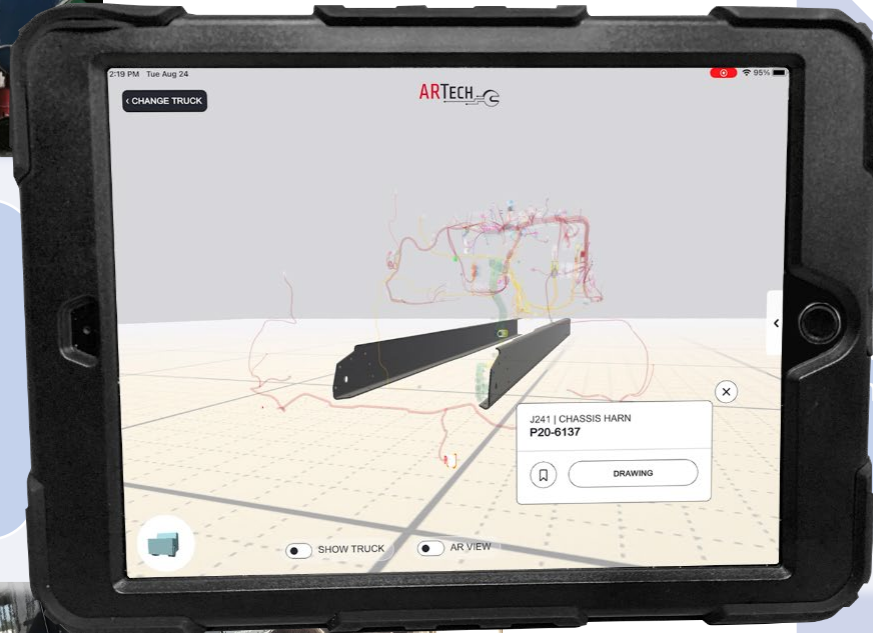 2:19 PM Tue Aug 24
95%
‹ CHANGE TRUCK
ARTECH
J241 | CHASSIS HARN
P20-6137
DRAWING
SHOW TRUCK
AR VIEW